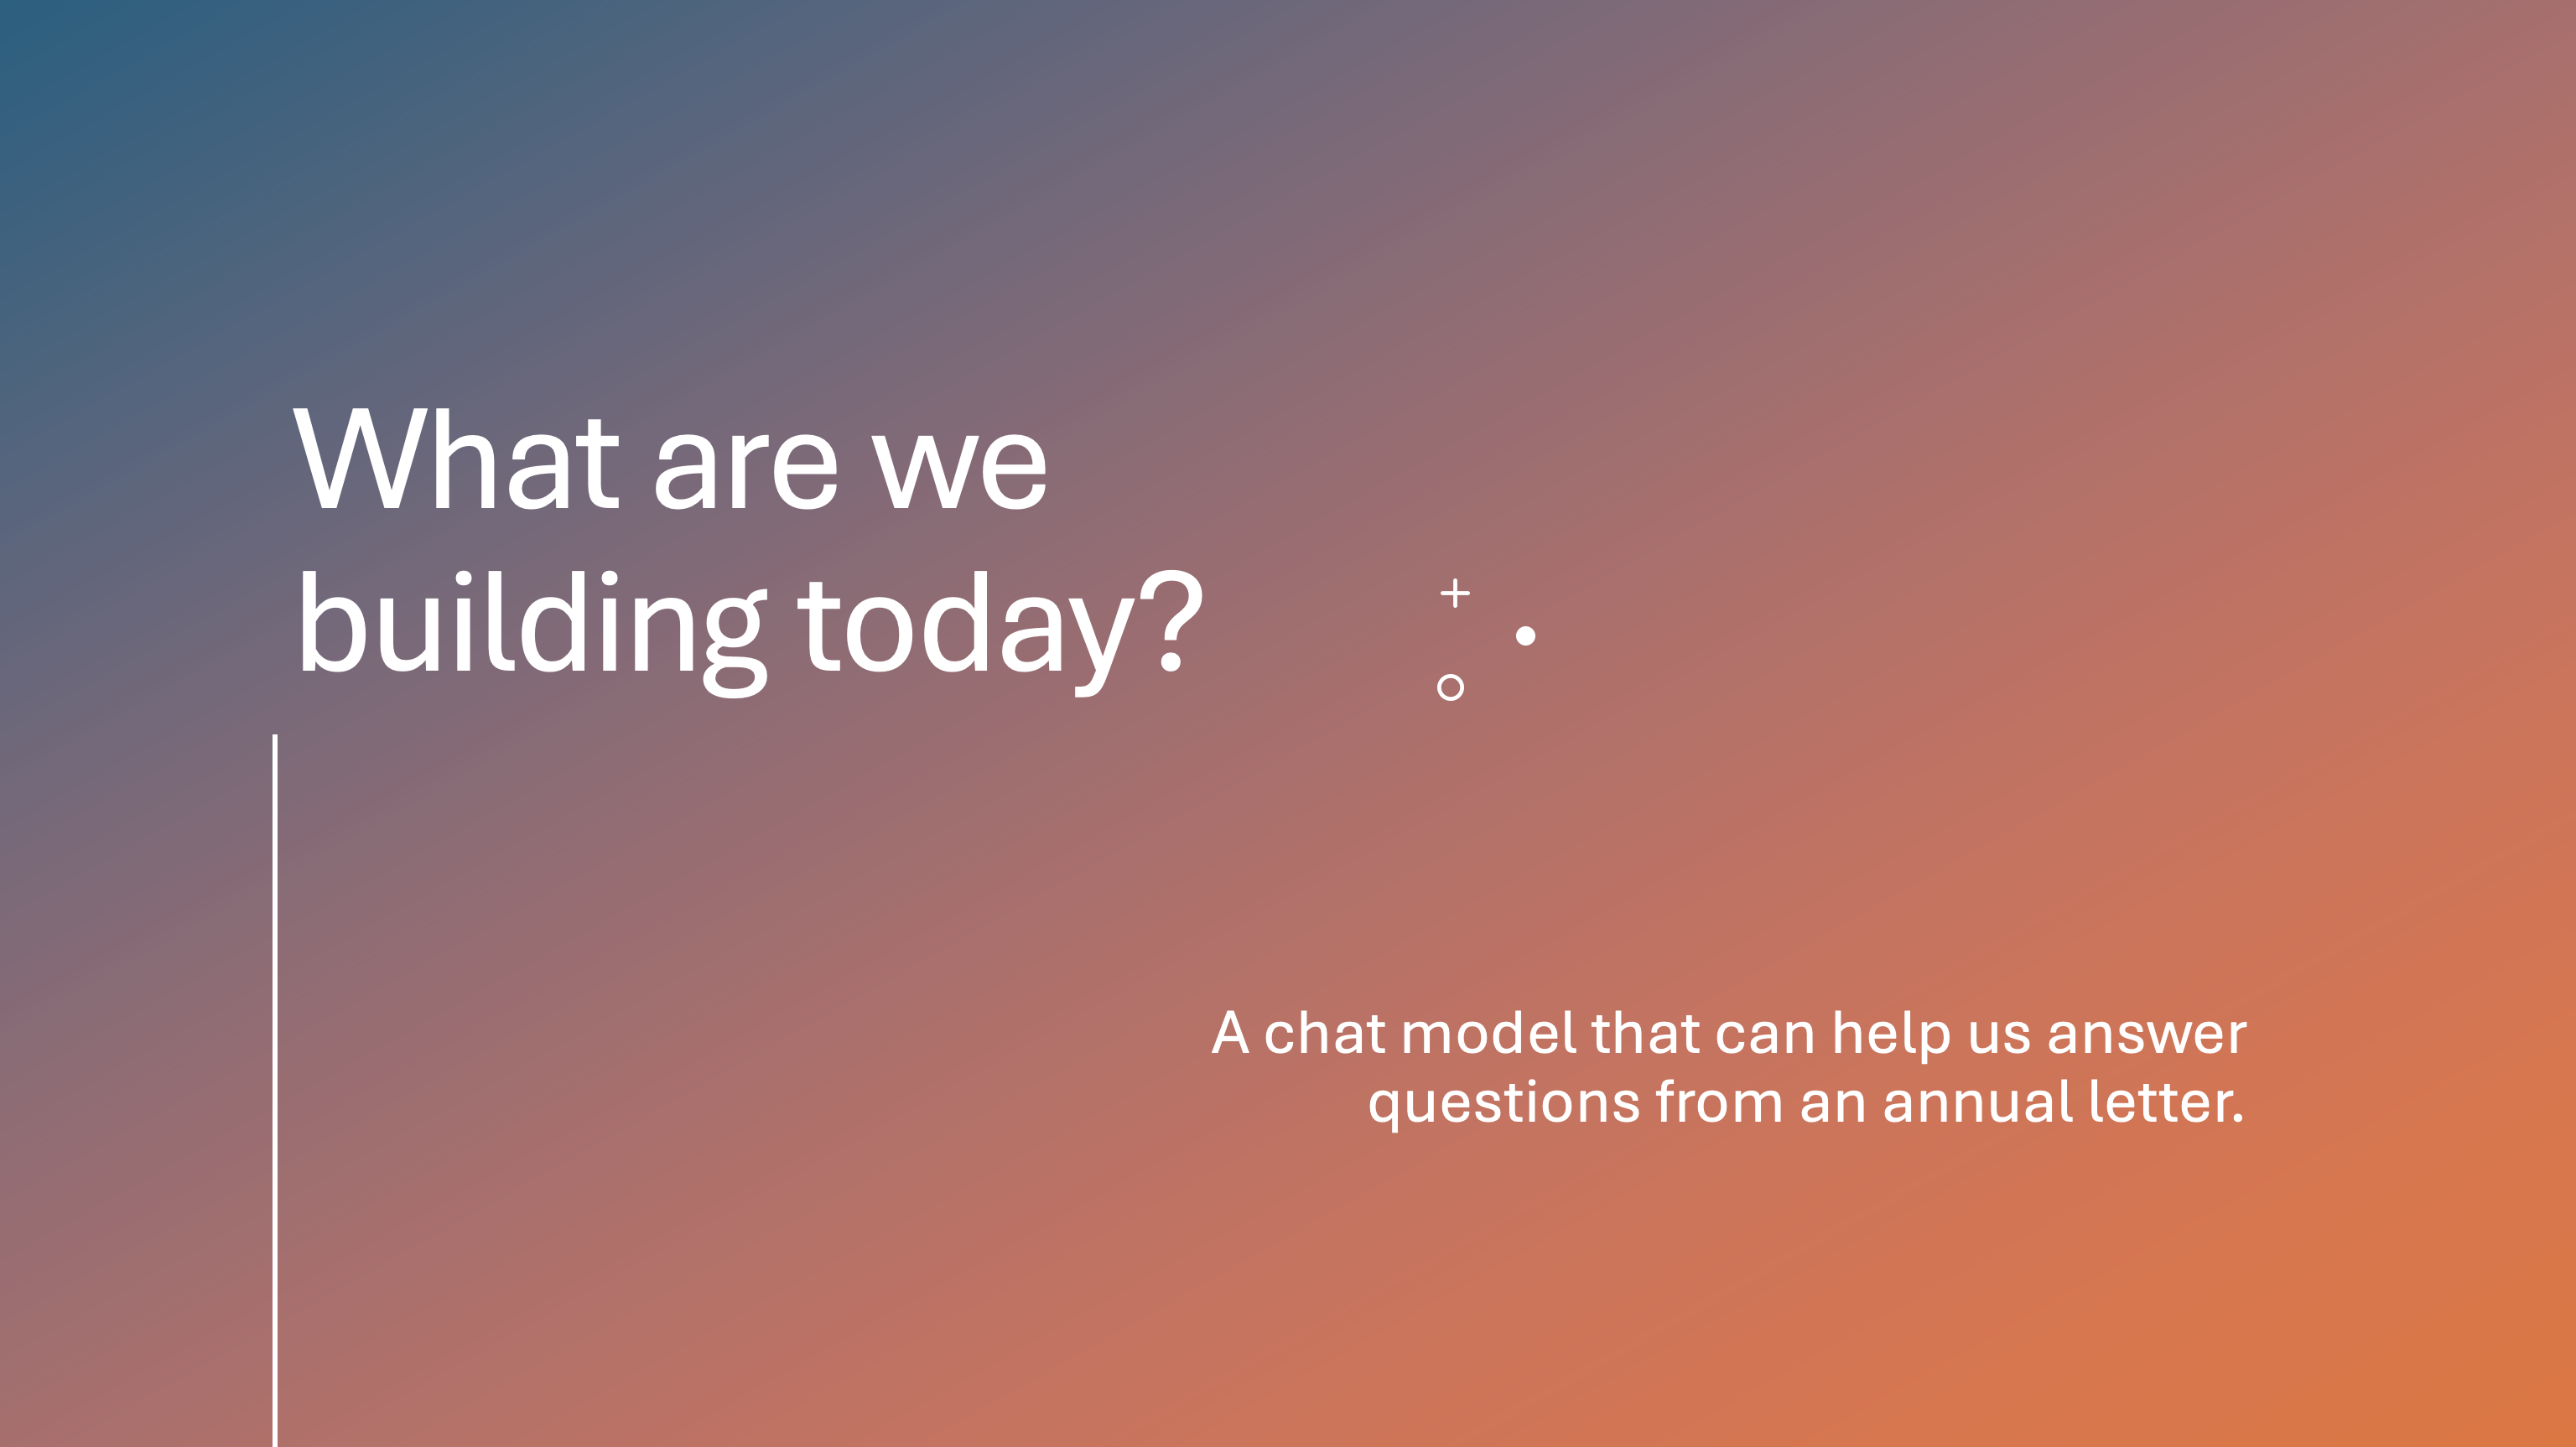 What are we
building today?
A chat model that can help us answer
questions from an annual letter.